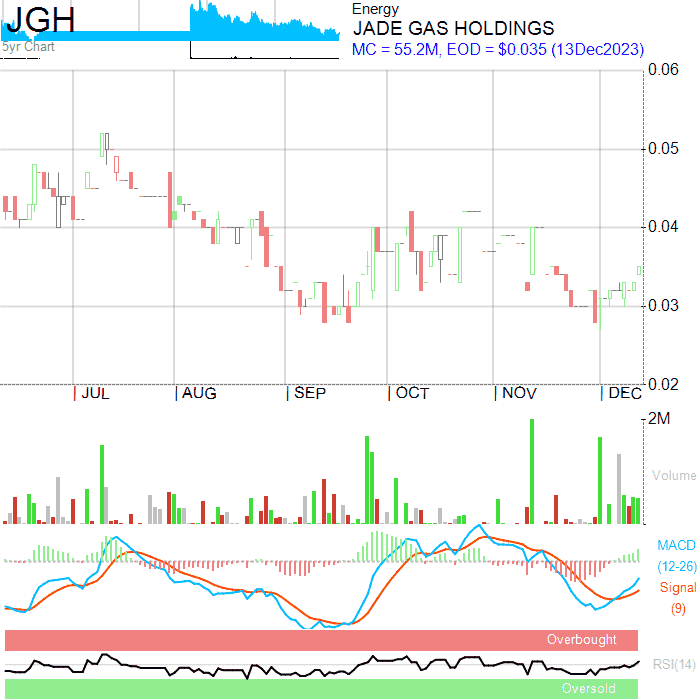 JGH
5yr Chart
Energy
JADE GAS HOLDINGS
MC = 55.2M, EOD = $0.035 (13Dec2023)
0.06
0.05
0.04
0.03
0.02
JUL AUG SEP OCT NOV DEC
2M
Volume
MACD
(12-26)
Signal
(9)
Overbought
RSI(14)
Oversold